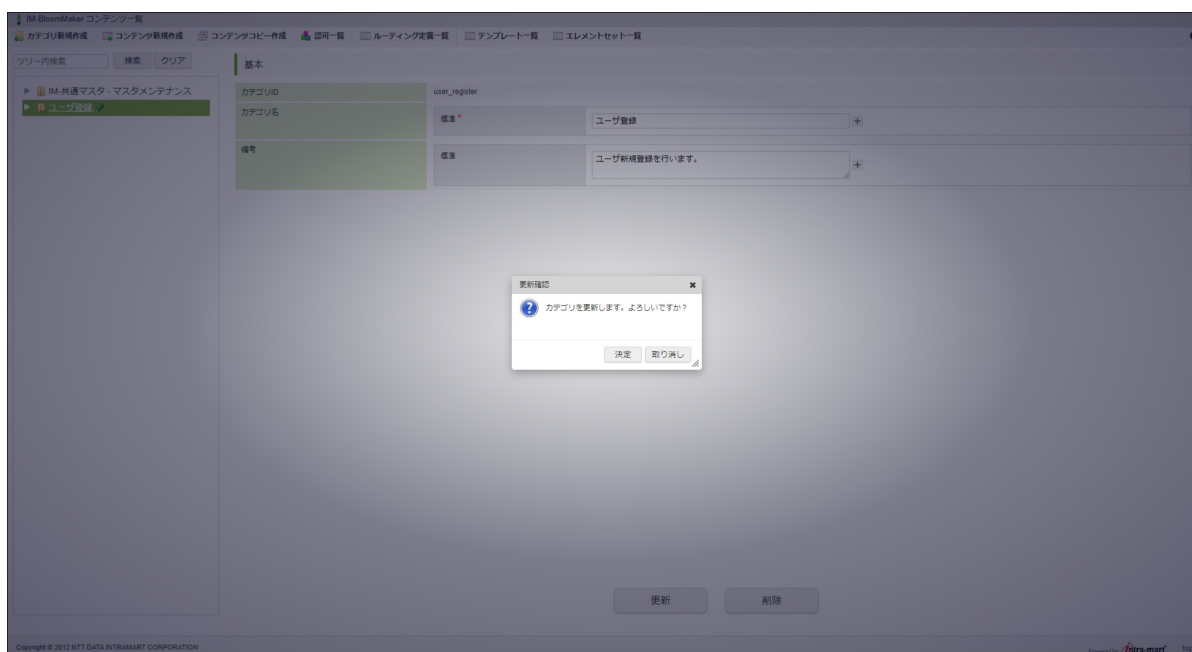 IM-BloomMaker コンテンツ一覧
カテゴリ新規作成 コンテンツ新規作成 コンテンツコピー作成 認可一覧 ルーティング定義一覧 テンプレート一覧 エレメントセット一覧
ツリー内検索 検索 クリア
基本
IM-共通マスタ - マスタメンテナンス
ユーザ登録
カテゴリID user_register
カテゴリ名 標準 * ユーザ登録
備考 標準 ユーザ新規登録を行います。
更新確認
カテゴリを更新します。よろしいですか？
決定 取り消し
更新 削除
Copyright © 2012 NTT DATA INTRAMART CORPORATION
Powered by intra-mart top